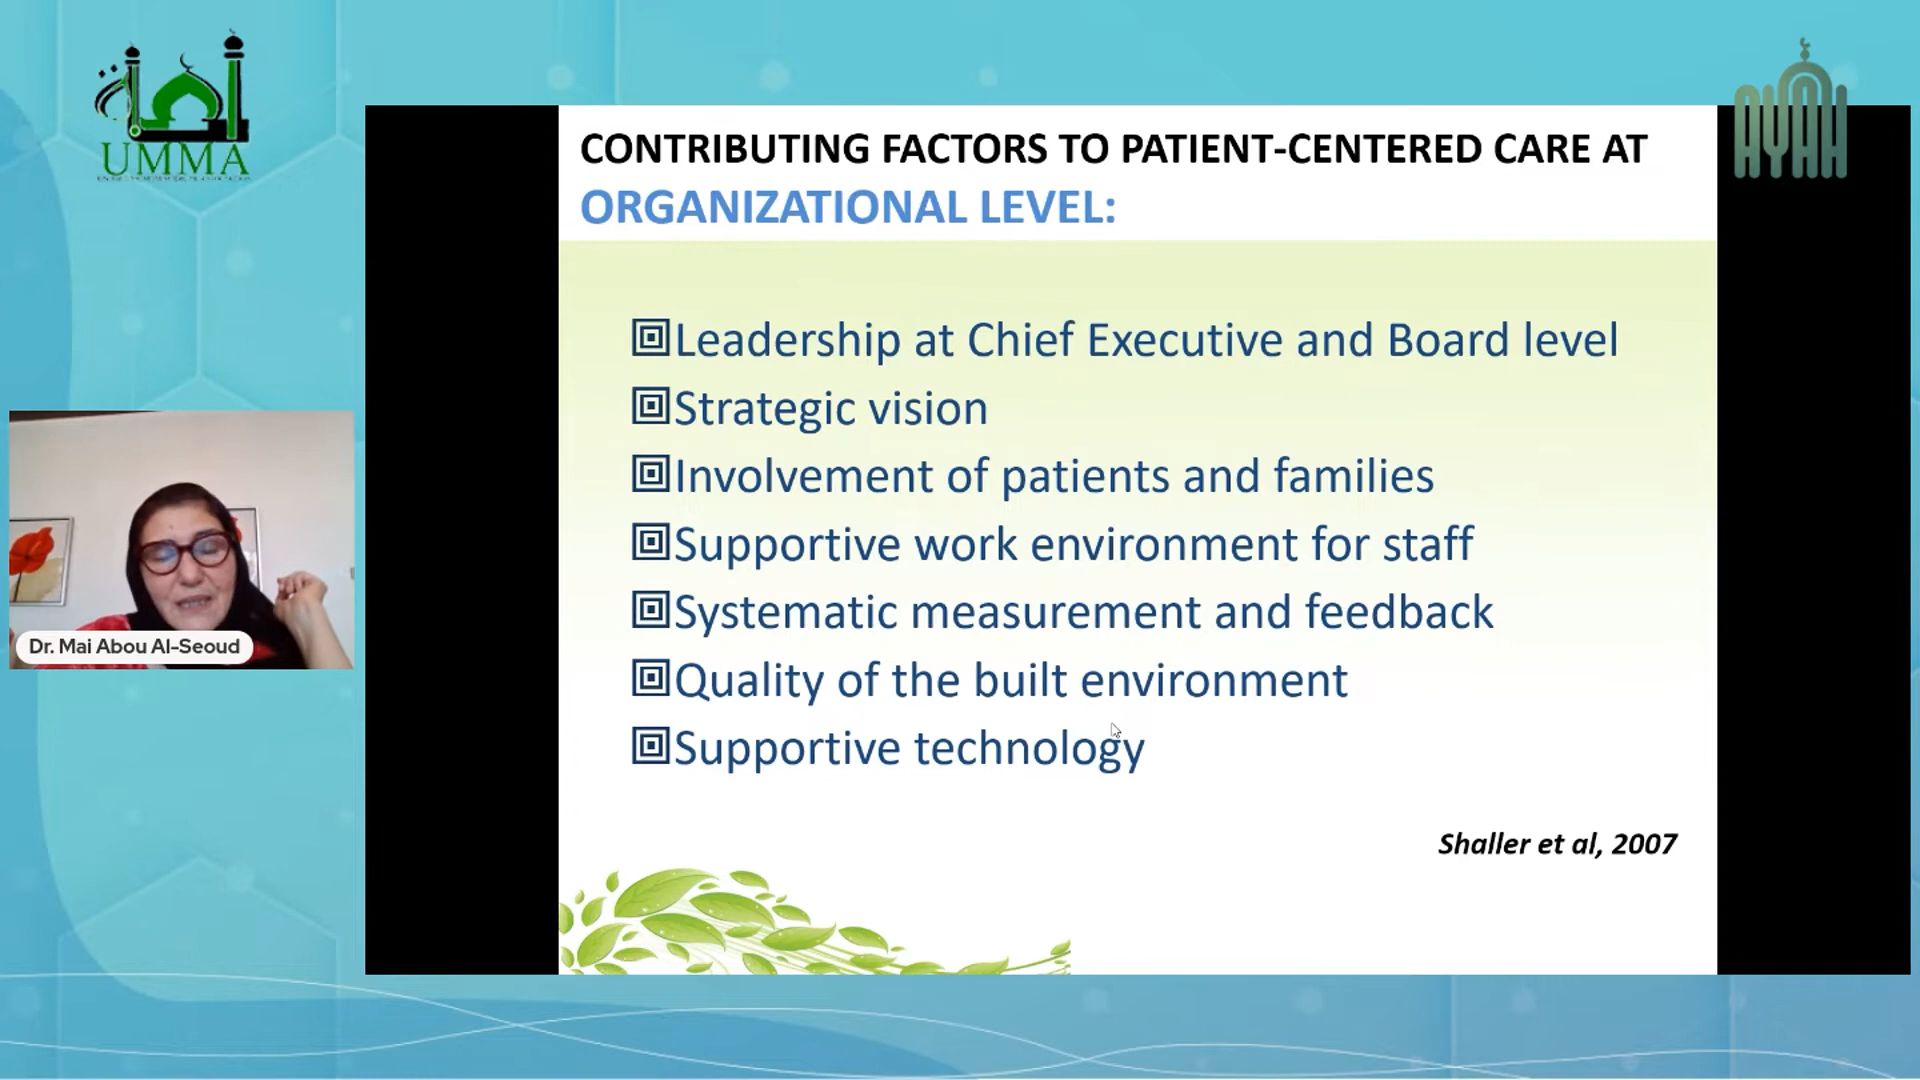 أمة
UMMA
AYAH
CONTRIBUTING FACTORS TO PATIENT-CENTERED CARE AT
ORGANIZATIONAL LEVEL:
Leadership at Chief Executive and Board level
Strategic vision
Involvement of patients and families
Supportive work environment for staff
Systematic measurement and feedback
Quality of the built environment
Supportive technology
Shaller et al, 2007
Dr. Mai Abou Al-Seoud